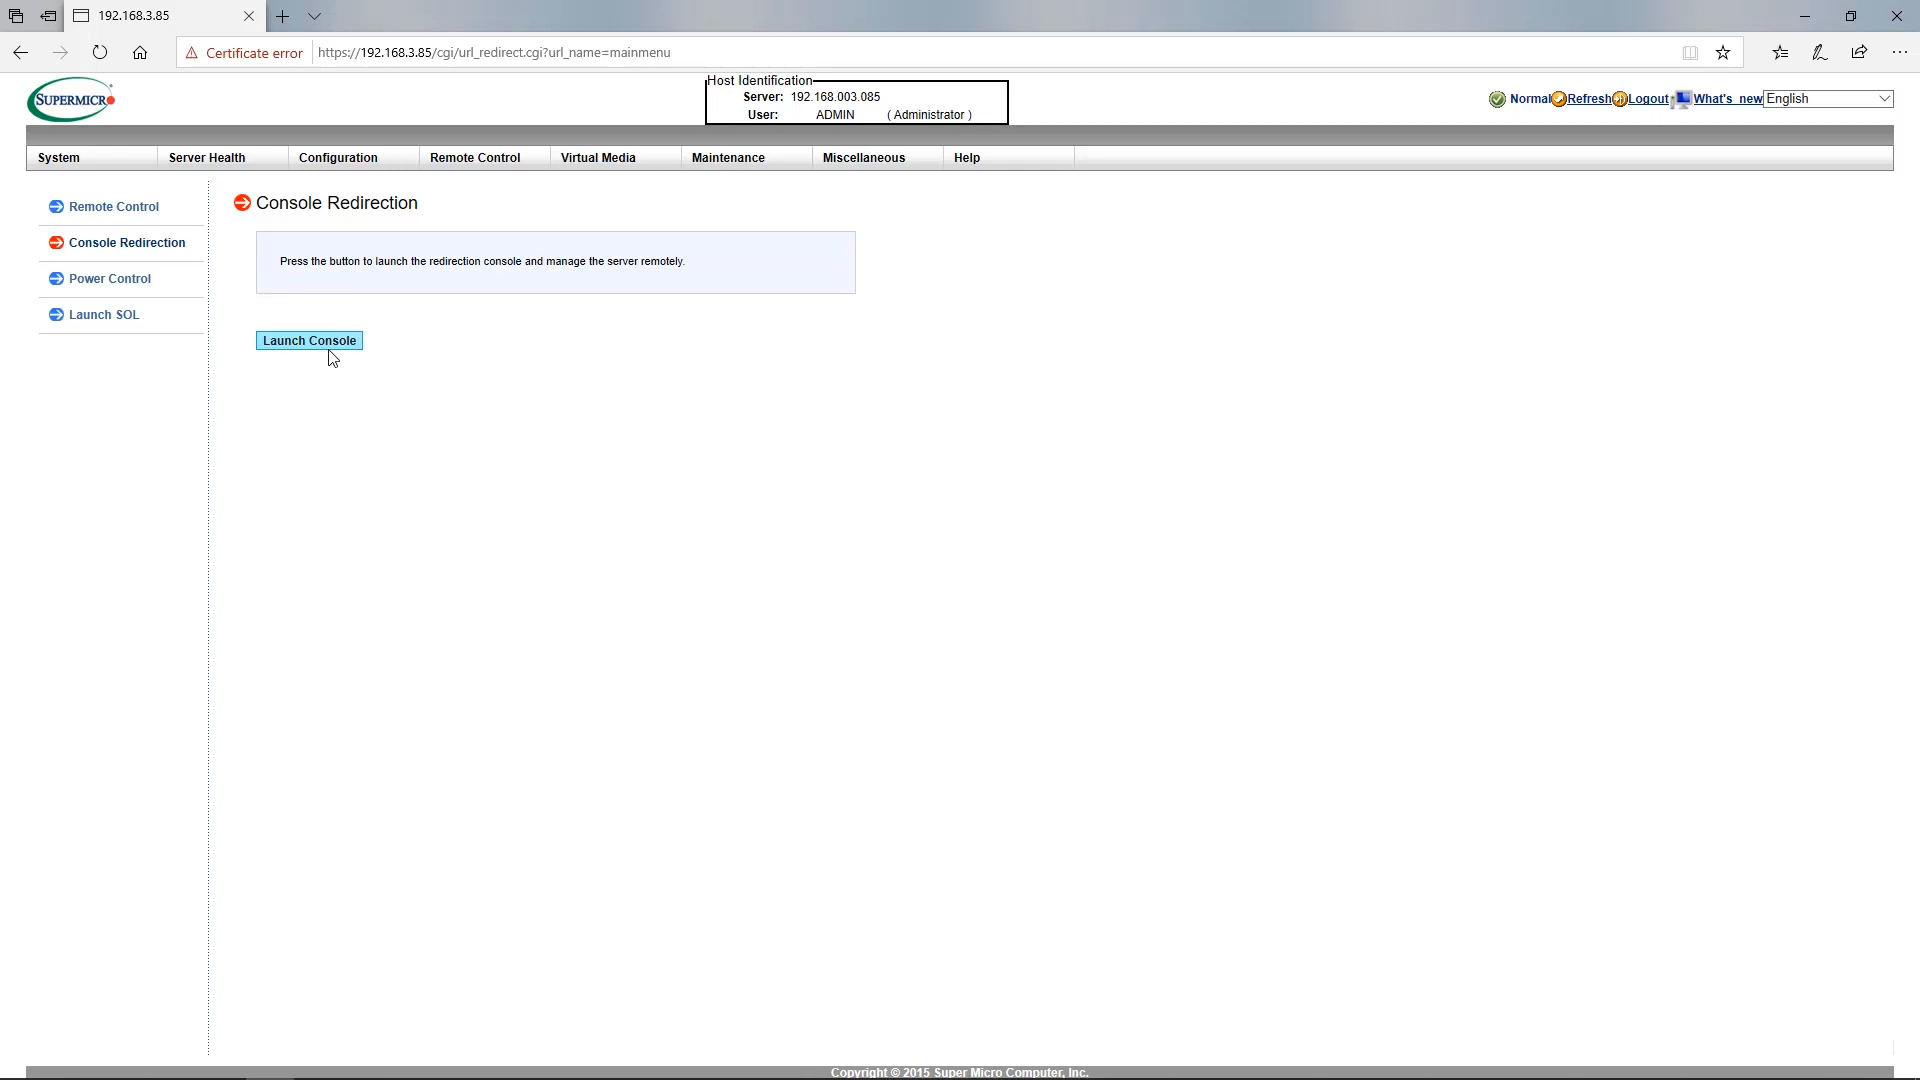 192.168.3.85
Certificate error https://192.168.3.85/cgi/url_redirect.cgi?url_name=mainmenu
SUPERMICR
Host Identification
Server: 192.168.003.085
User: ADMIN ( Administrator )
Normal Refresh Logout What's new English
System Server Health Configuration Remote Control Virtual Media Maintenance Miscellaneous Help
Remote Control
Console Redirection
Power Control
Launch SOL
Console Redirection
Press the button to launch the redirection console and manage the server remotely.
Launch Console
Copyright © 2015 Super Micro Computer, Inc.